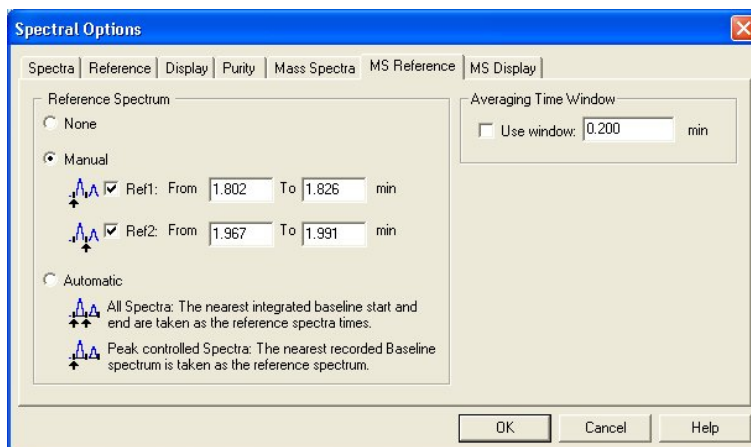 Spectral Options
Spectra Reference Display Purity Mass Spectra MS Reference MS Display
Reference Spectrum
None
Manual
Ref1: From 1.802 To 1.826 min
Ref2: From 1.967 To 1.991 min
Automatic
All Spectra: The nearest integrated baseline start and
end are taken as the reference spectra times.
Peak controlled Spectra: The nearest recorded Baseline
spectrum is taken as the reference spectrum.
Averaging Time Window
Use window: 0.200 min
OK Cancel Help